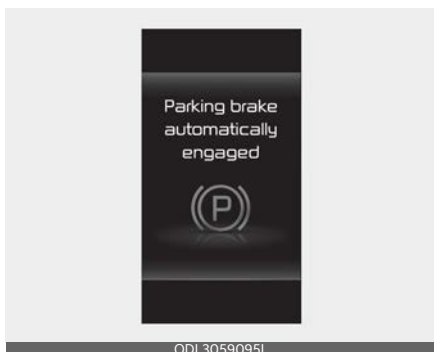 Parking brake
automatically
engaged
P
ODL3059095L